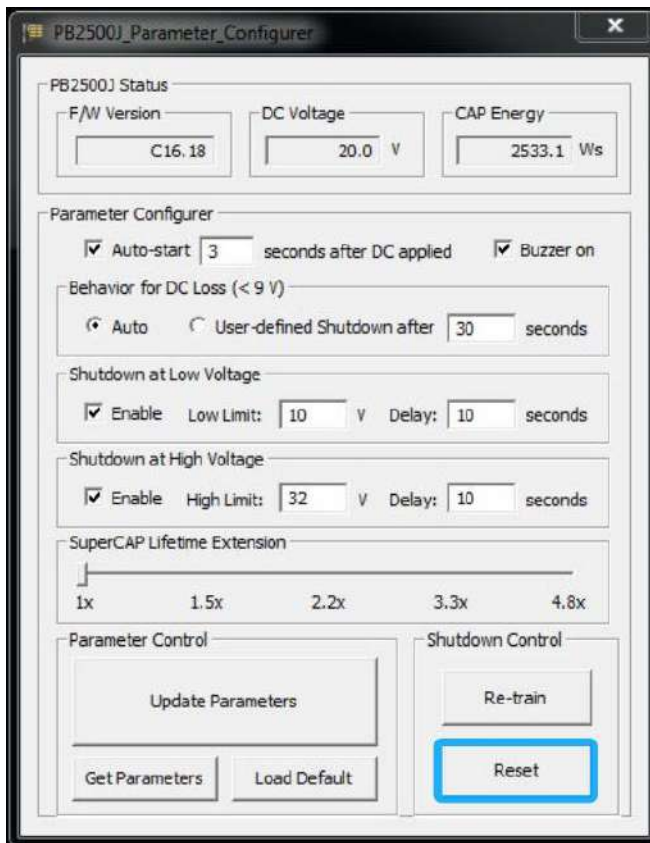 PB2500J_Parameter_Configurer
x
PB2500J Status
F/W Version DC Voltage CAP Energy
C16.18 20.0 V 2533.1 Ws
Parameter Configurer
Auto-start 3 seconds after DC applied Buzzer on
Behavior for DC Loss (< 9 V)
Auto User-defined Shutdown after 30 seconds
Shutdown at Low Voltage
Enable Low Limit: 10 V Delay: 10 seconds
Shutdown at High Voltage
Enable High Limit: 32 V Delay: 10 seconds
SuperCAP Lifetime Extension
1x 1.5x 2.2x 3.3x 4.8x
Parameter Control Shutdown Control
Update Parameters Re-train
Get Parameters Load Default Reset